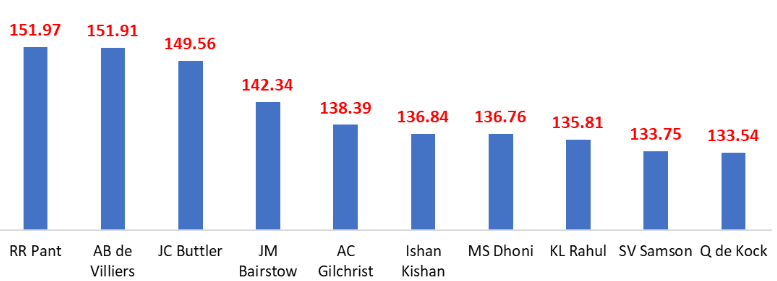 151.97 151.91 149.56 142.34 138.39 136.84 136.76 135.81 133.75 133.54
RR Pant AB de JC Buttler JM AC Ishan MS Dhoni KL Rahul SV Samson Q de Kock
Villiers Bairstow Gilchrist Kishan